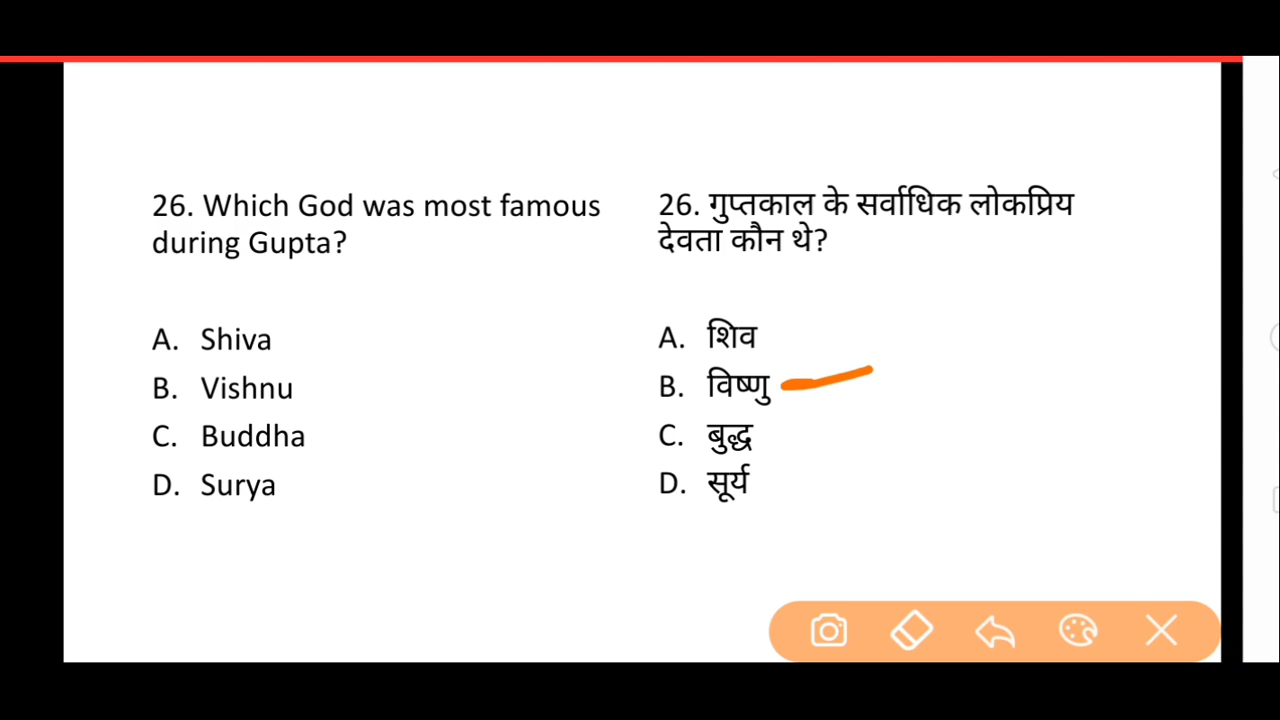 26. Which God was most famous
during Gupta?
A. Shiva
B. Vishnu
C. Buddha
D. Surya
26. गुप्तकाल के सर्वाधिक लोकप्रिय
देवता कौन थे?
A. शिव
B. विष्णु
C. बुद्ध
D. सूर्य